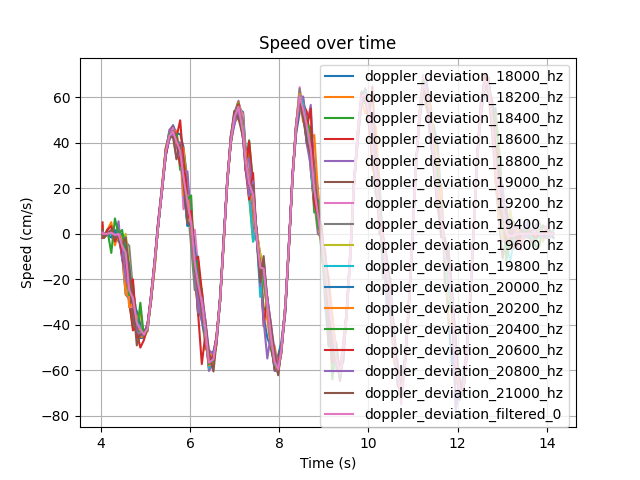 Speed over time
Speed (cm/s)
60
40
20
0
−20
−40
−60
−80
4
6
8
10
12
14
Time (s)
doppler_deviation_18000_hz
doppler_deviation_18200_hz
doppler_deviation_18400_hz
doppler_deviation_18600_hz
doppler_deviation_18800_hz
doppler_deviation_19000_hz
doppler_deviation_19200_hz
doppler_deviation_19400_hz
doppler_deviation_19600_hz
doppler_deviation_19800_hz
doppler_deviation_20000_hz
doppler_deviation_20200_hz
doppler_deviation_20400_hz
doppler_deviation_20600_hz
doppler_deviation_20800_hz
doppler_deviation_21000_hz
doppler_deviation_filtered_0